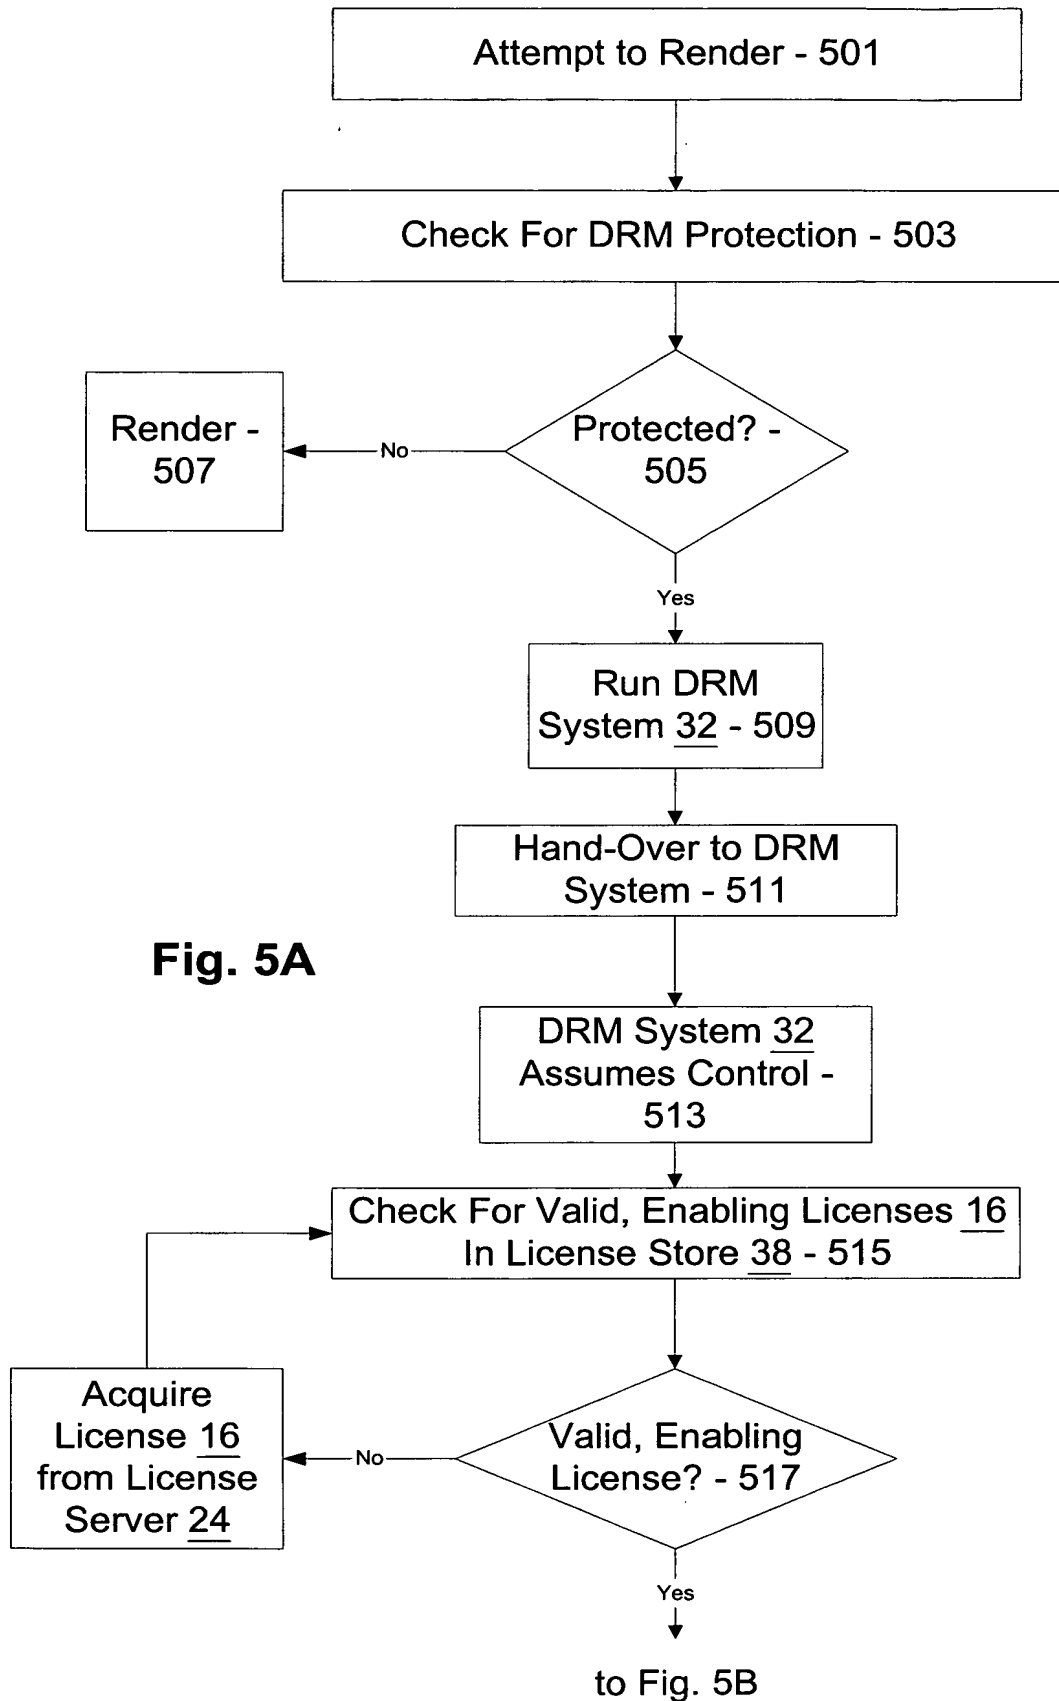 Attempt to Render - 501
Check For DRM Protection - 503
Protected? -
505
No
Render -
507
Yes
Run DRM
System 32 - 509
Hand-Over to DRM
System - 511
Fig. 5A
DRM System 32
Assumes Control -
513
Check For Valid, Enabling Licenses 16
In License Store 38 - 515
Valid, Enabling
License? - 517
No
Acquire
License 16
from License
Server 24
Yes
to Fig. 5B